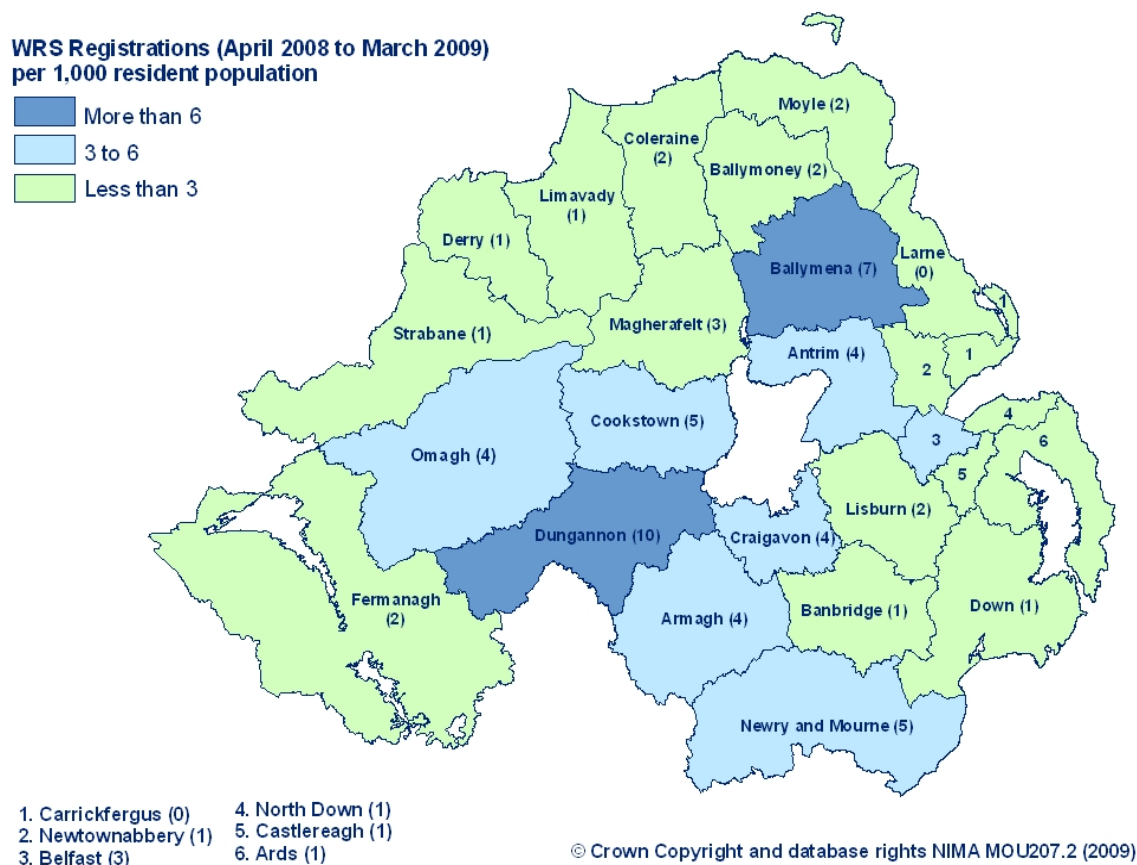 WRS Registrations (April 2008 to March 2009)
per 1,000 resident population
More than 6
3 to 6
Less than 3
Moyle (2)
Coleraine
(2)
Ballymoney (2)
Limavady
(1)
Derry (1)
Larne
(0)
Ballymena (7)
1
Strabane (1)
Magherafelt (3)
Antrim (4)
2
1
Cookstown (5)
4
3
6
Omagh (4)
5
Lisburn (2)
Dungannon (10)
Craigavon (4)
Fermanagh
(2)
Armagh (4)
Banbridge (1)
Down (1)
Newry and Mourne (5)
1. Carrickfergus (0)
2. Newtownabbery (1)
3. Belfast (3)
4. North Down (1)
5. Castlereagh (1)
6. Ards (1)
© Crown Copyright and database rights NIMA MOU207.2 (2009)